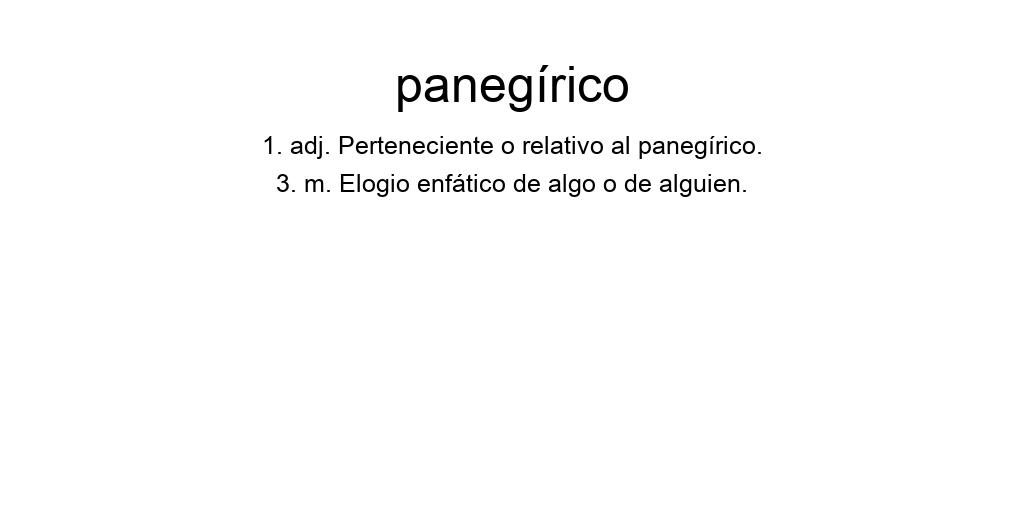 panegírico
1. adj. Perteneciente o relativo al panegírico.
3. m. Elogio enfático de algo o de alguien.